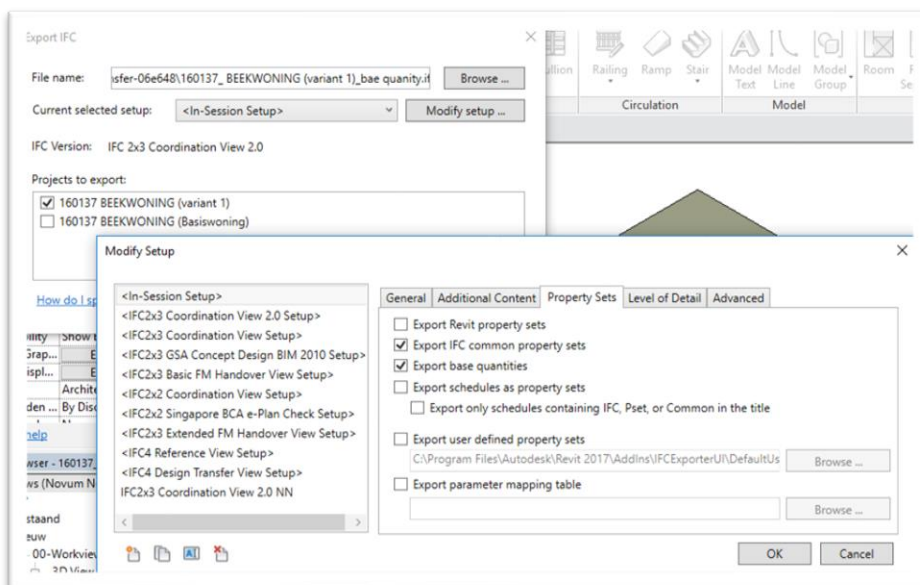 Export IFC
File name: nsfer-06e648\160137_ BEEKWONING (variant 1)_bae quanity.if Browse ...
Current selected setup: <In-Session Setup> Modify setup ...
IFC Version: IFC 2x3 Coordination View 2.0
Projects to export:
160137 BEEKWONING (variant 1)
160137 BEEKWONING (Basiswoning)
How do I sp
Railing Ramp Stair Model Text Model Line Model Group Room
Circulation Model
Modify Setup
<In-Session Setup>
<IFC2x3 Coordination View 2.0 Setup>
<IFC2x3 Coordination View Setup>
<IFC2x3 GSA Concept Design BIM 2010 Setup>
<IFC2x3 Basic FM Handover View Setup>
<IFC2x2 Coordination View Setup>
<IFC2x2 Singapore BCA e-Plan Check Setup>
<IFC2x3 Extended FM Handover View Setup>
<IFC4 Reference View Setup>
<IFC4 Design Transfer View Setup>
IFC2x3 Coordination View 2.0 NN
General Additional Content Property Sets Level of Detail Advanced
Export Revit property sets
Export IFC common property sets
Export base quantities
Export schedules as property sets
Export only schedules containing IFC, Pset, or Common in the title
Export user defined property sets
C:\Program Files\Autodesk\Revit 2017\AddIns\IFCExporterUI\DefaultUs Browse ...
Export parameter mapping table
Browse ...
OK Cancel
Grap... E
ispl... E
Archite
den ... By Disc
help
wser - 160137_
ws (Novum N
staand
euw
00-Workview
3D View